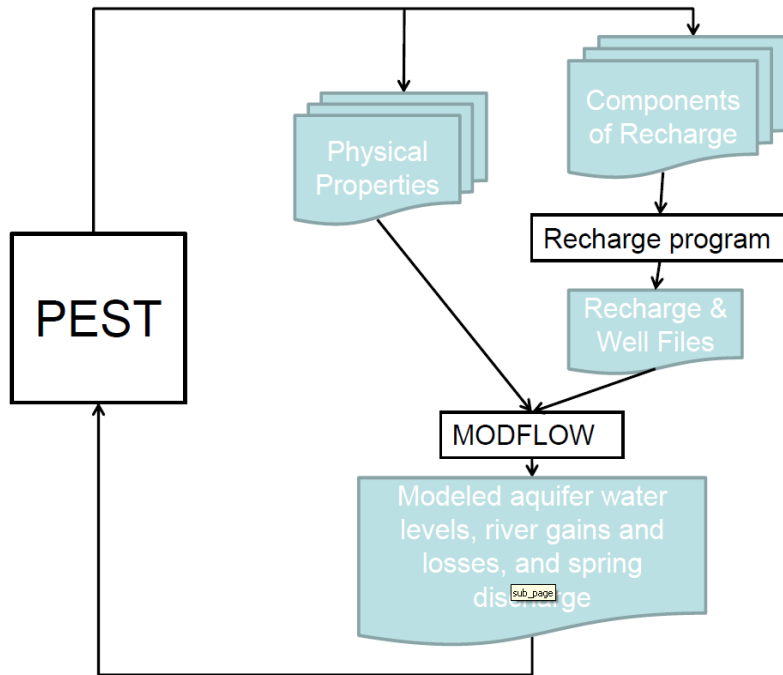 Components
of Recharge
Physical
Properties
Recharge program
PEST
Recharge &
Well Files
MODFLOW
Modeled aquifer water
levels, river gains and
losses, and spring
discharge
sub_page